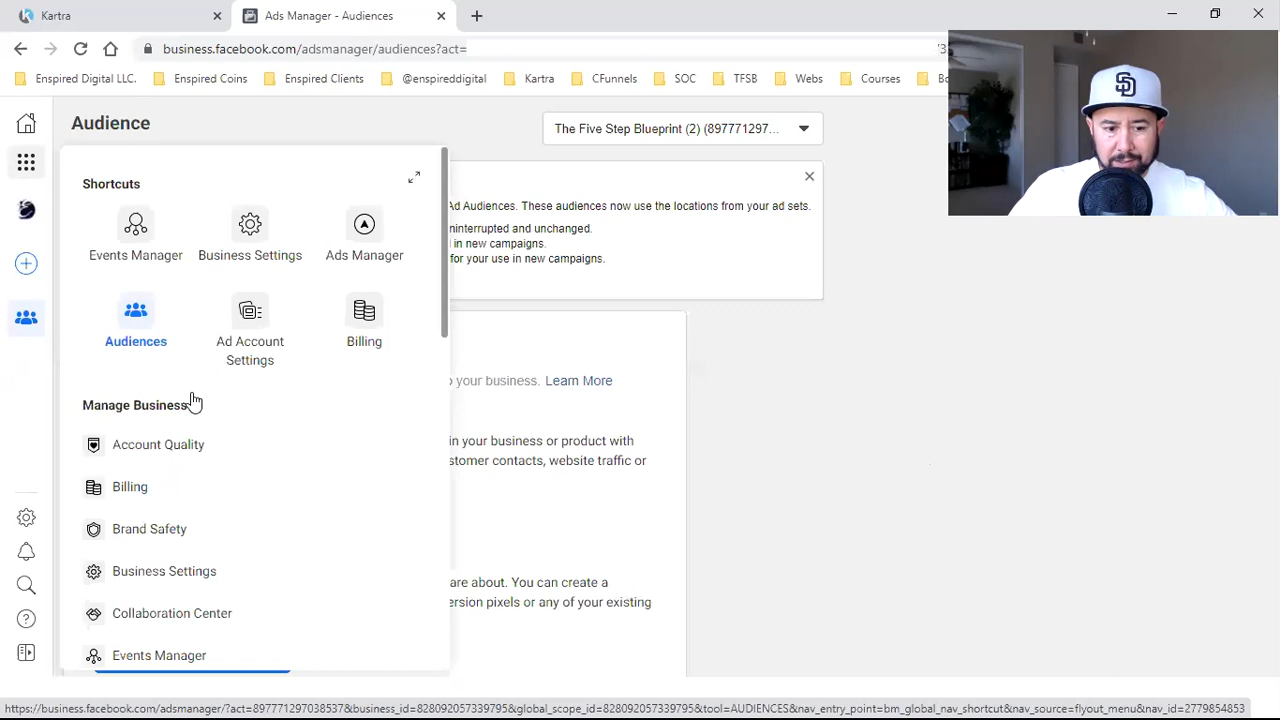 Kartra
Ads Manager - Audiences
business.facebook.com/adsmanager/audiences?act=
Enspired Digital LLC.
Enspired Coins
Enspired Clients
@enspireddigital
Kartra
CFunnels
SOC
TFSB
Webs
Courses
Audience
The Five Step Blueprint (2) (897771297...
Shortcuts
Events Manager
Business Settings
Ads Manager
Audiences
Ad Account
Settings
Billing
Manage Business
Account Quality
Billing
Brand Safety
Business Settings
Collaboration Center
Events Manager
Ad Audiences. These audiences now use the locations from your ad sets.
ninterrupted and unchanged.
l in new campaigns.
for your use in new campaigns.
o your business. Learn More
in your business or product with
stomer contacts, website traffic or
are about. You can create a
ersion pixels or any of your existing
SD
https://business.facebook.com/adsmanager/?act=897771297038537&business_id=828092057339795&global_scope_id=828092057339795&tool=AUDIENCES&nav_entry_point=bm_global_nav_shortcut&nav_source=flyout_menu&nav_id=2779854853